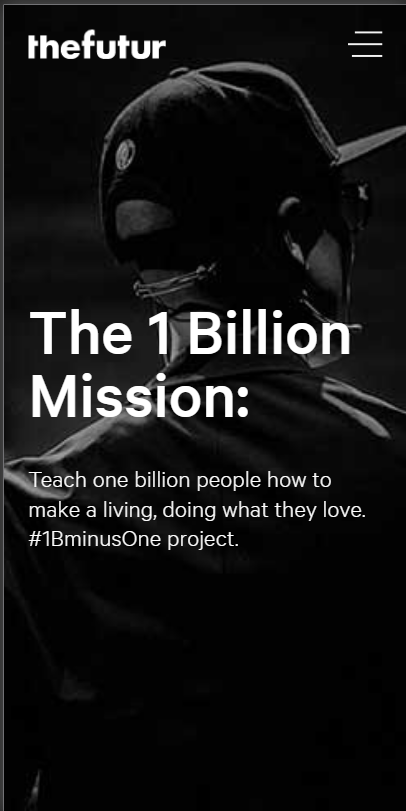 thefutur
The 1 Billion
Mission:
Teach one billion people how to
make a living, doing what they love.
#1BminusOne project.